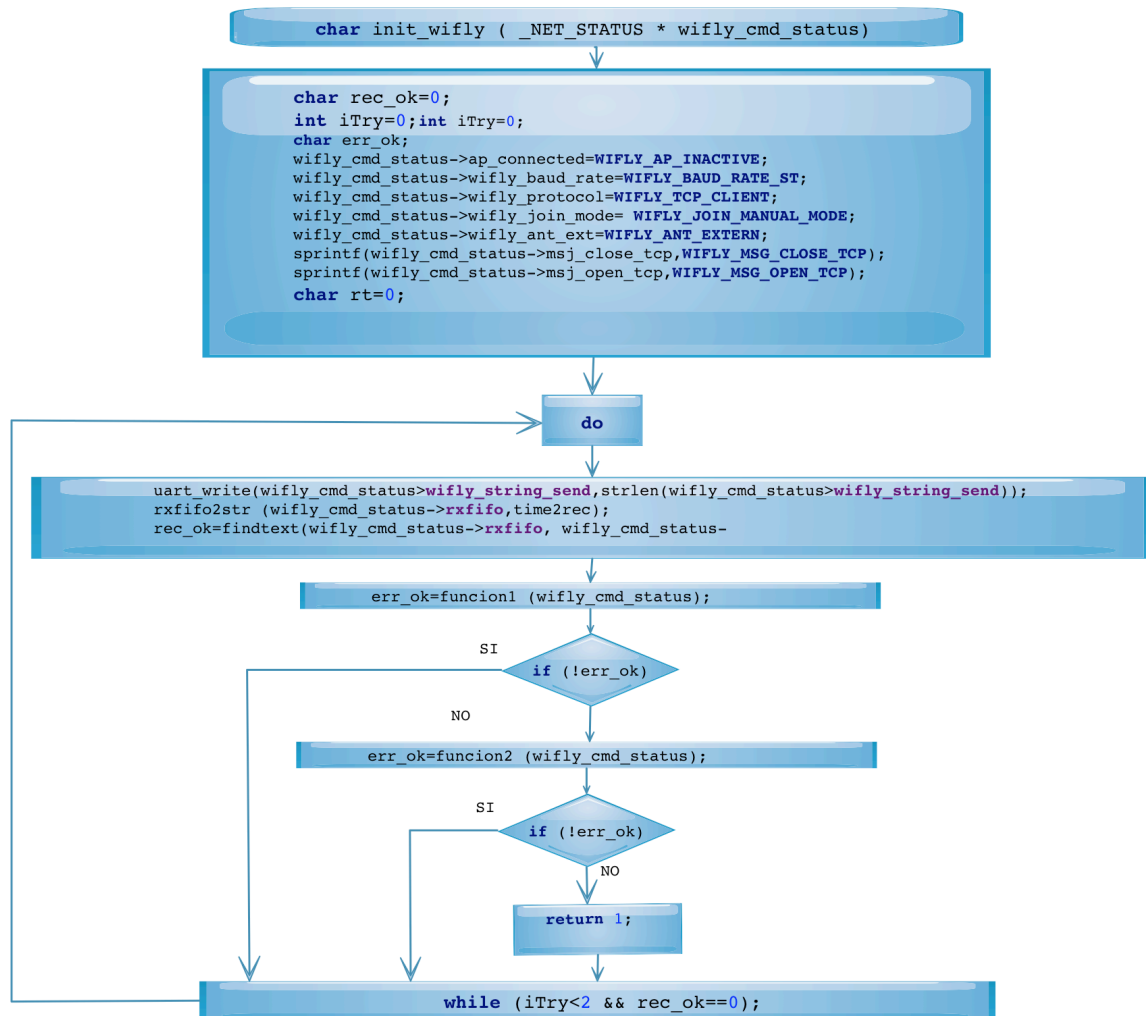 char init_wifly ( _NET_STATUS * wifly_cmd_status)
char rec_ok=0;
int iTry=0;int iTry=0;
char err_ok;
wifly_cmd_status->ap_connected=WIFLY_AP_INACTIVE;
wifly_cmd_status->wifly_baud_rate=WIFLY_BAUD_RATE_ST;
wifly_cmd_status->wifly_protocol=WIFLY_TCP_CLIENT;
wifly_cmd_status->wifly_join_mode= WIFLY_JOIN_MANUAL_MODE;
wifly_cmd_status->wifly_ant_ext=WIFLY_ANT_EXTERN;
sprintf(wifly_cmd_status->msj_close_tcp,WIFLY_MSG_CLOSE_TCP);
sprintf(wifly_cmd_status->msj_open_tcp,WIFLY_MSG_OPEN_TCP);
char rt=0;
do
uart_write(wifly_cmd_status>wifly_string_send,strlen(wifly_cmd_status>wifly_string_send));
rxfifo2str (wifly_cmd_status->rxfifo,time2rec);
rec_ok=findtext(wifly_cmd_status->rxfifo, wifly_cmd_status-
err_ok=funcion1 (wifly_cmd_status);
SI
if (!err_ok)
NO
err_ok=funcion2 (wifly_cmd_status);
SI
if (!err_ok)
NO
return 1;
while (iTry<2 && rec_ok==0);